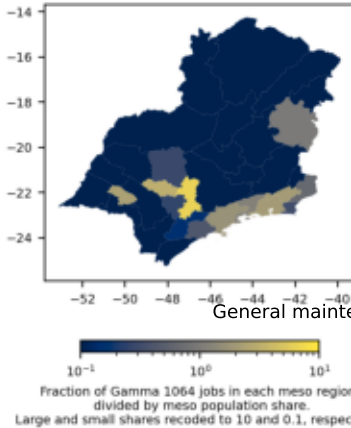 −14
−16
−18
−20
−22
−24
−52 −50 −48 −46 −44 −42 −40
General mainte
10⁻¹ 10⁰ 10¹
Fraction of Gamma 1064 jobs in each meso region
divided by meso population share.
Large and small shares recoded to 10 and 0.1, respec